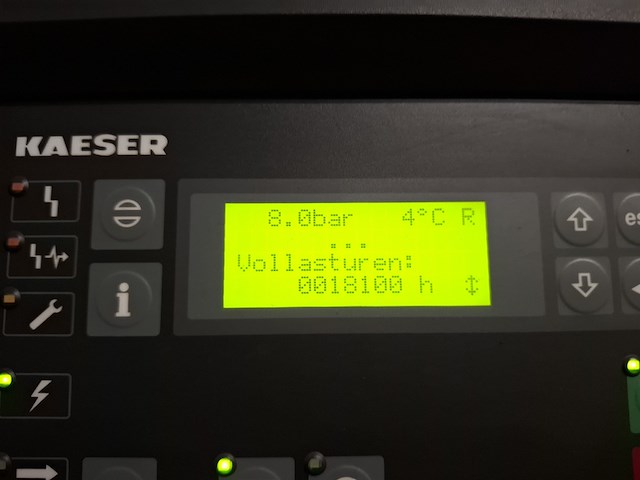 KAESER
8.0bar 4°C R
...
Vollasturen:
0018100 h
i